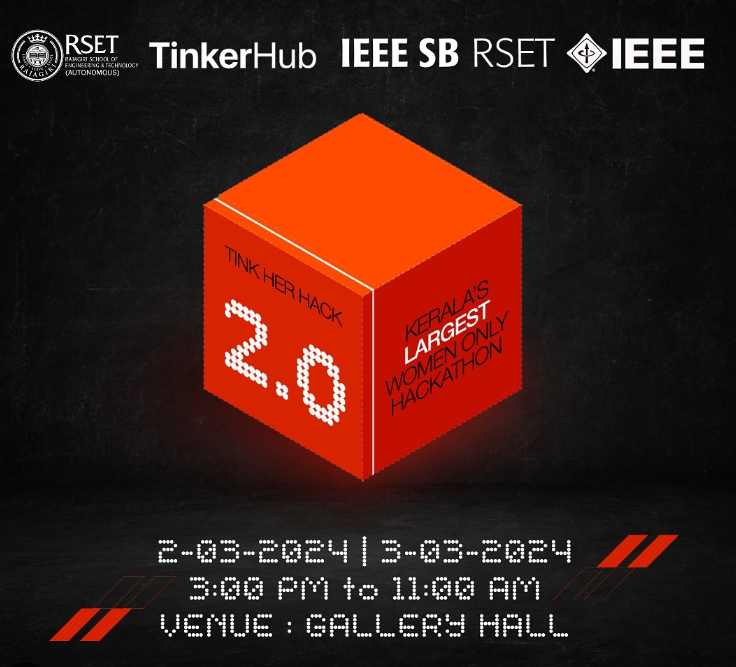 RSET
RAJAGIRI SCHOOL OF
ENGINEERING & TECHNOLOGY
(AUTONOMOUS)
RAJAGIRI
TinkerHub
IEEE SB RSET
IEEE
TINK HER HACK
2.0
KERALA'S
LARGEST
WOMEN ONLY
HACKATHON
2-03-2024 | 3-03-2024
3:00 PM to 11:00 AM
VENUE : GALLERY HALL